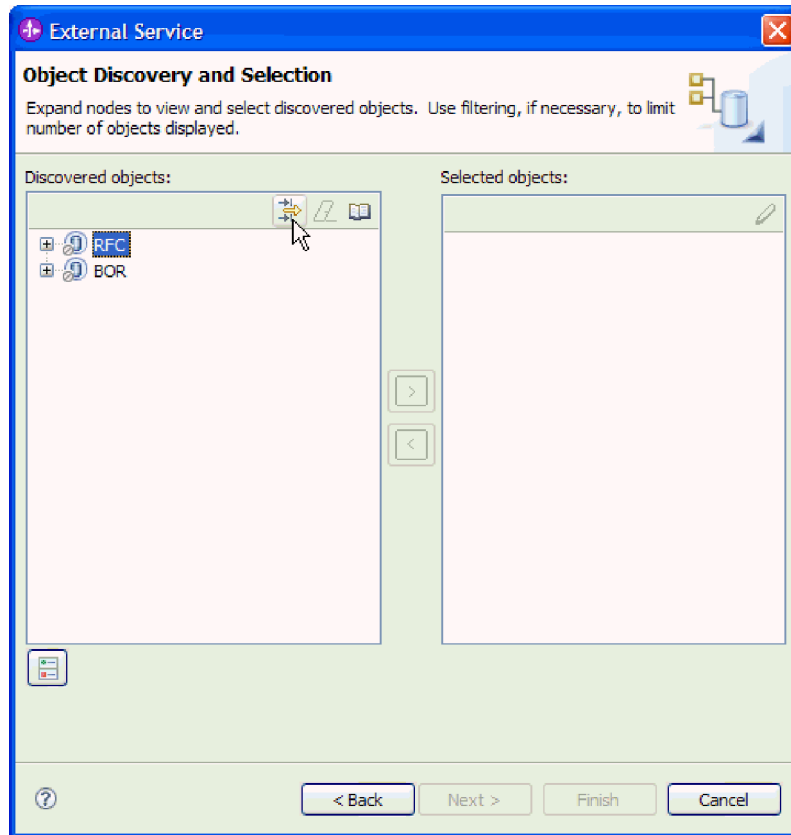 External Service
Object Discovery and Selection
Expand nodes to view and select discovered objects. Use filtering, if necessary, to limit
number of objects displayed.
Discovered objects:
Selected objects:
RFC
BOR
>
<
?
< Back
Next >
Finish
Cancel